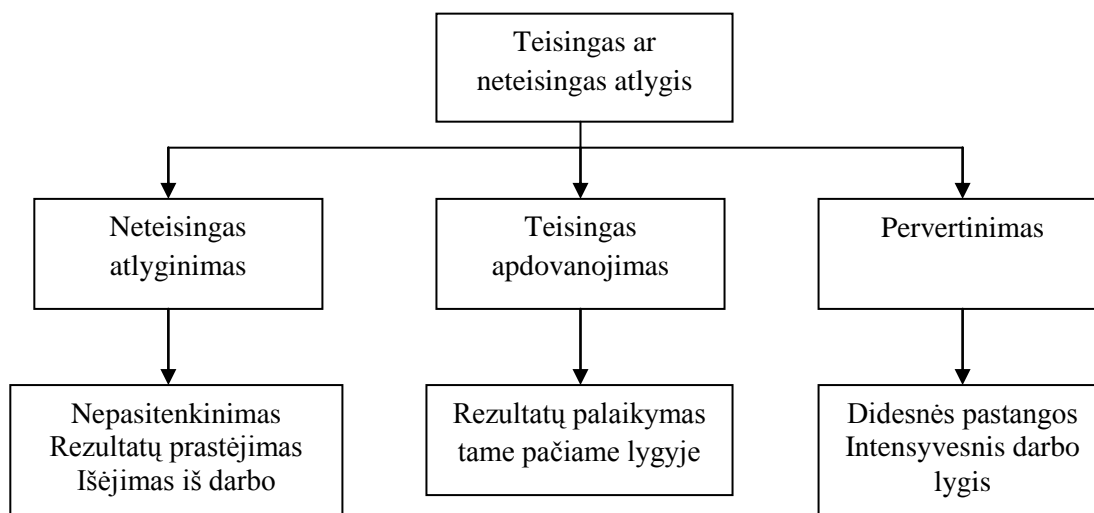 Teisingas ar
neteisingas atlygis
Neteisingas
atlyginimas
Teisingas
apdovanojimas
Pervertinimas
Nepasitenkinimas
Rezultatų prastėjimas
Išėjimas iš darbo
Rezultatų palaikymas
tame pačiame lygyje
Didesnės pastangos
Intensyvesnis darbo
lygis